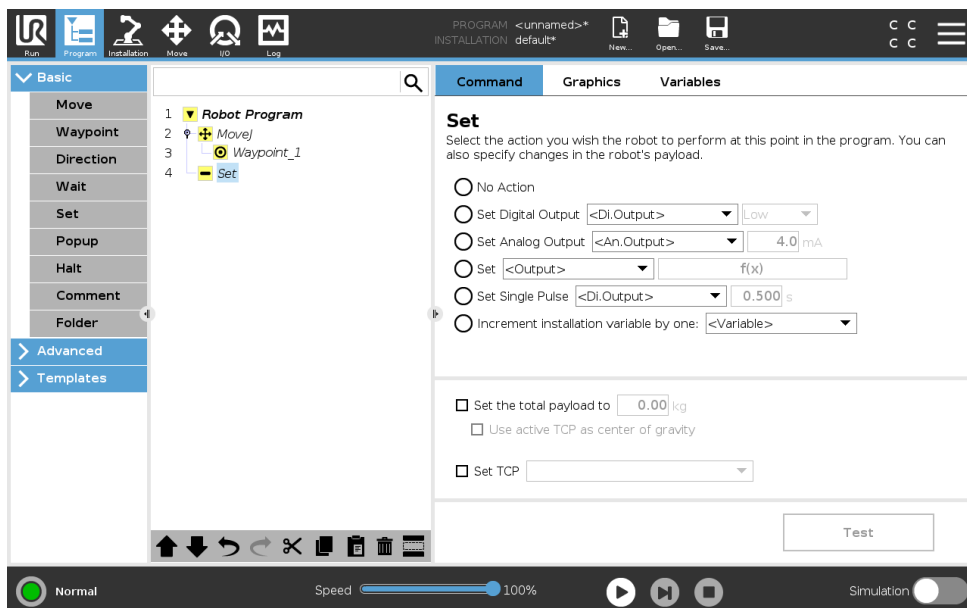 PROGRAM <unnamed>*
INSTALLATION default*
UR
Run
Program
Installation
Move
I/O
Log
New...
Open...
Save...
C C
C C
Basic
Move
Waypoint
Direction
Wait
Set
Popup
Halt
Comment
Folder
Advanced
Templates
1 Robot Program
2 MoveJ
3 Waypoint_1
4 Set
Command Graphics Variables
Set
Select the action you wish the robot to perform at this point in the program. You can
also specify changes in the robot's payload.
No Action
Set Digital Output <Di.Output> Low
Set Analog Output <An.Output> 4.0 mA
Set <Output> f(x)
Set Single Pulse <Di.Output> 0.500 s
Increment installation variable by one: <Variable>
Set the total payload to 0.00 kg
Use active TCP as center of gravity
Set TCP
Test
Normal
Speed 100%
Simulation